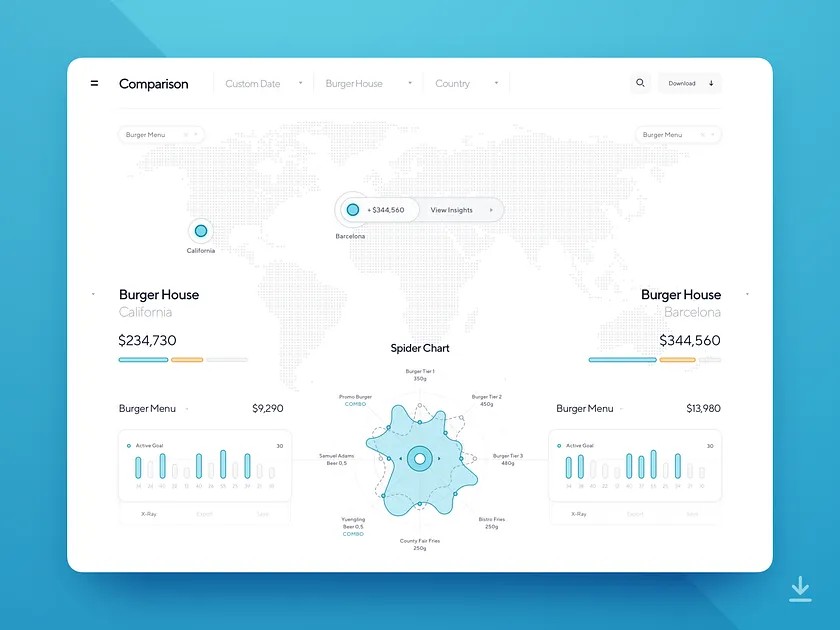 Comparison
Custom Date
Burger House
Country
Download
Burger Menu
Burger Menu
+ $344,560
View Insights
Barcelona
California
Burger House
California
$234,730
Burger House
Barcelona
$344,560
Spider Chart
Burger Tier 1
350g
Promo Burger
COMBO
Burger Tier 2
450g
Samuel Adams
Beer 0,5
Burger Tier 3
480g
Yuengling
Beer 0,5
COMBO
Bistro Fries
250g
County Fair Fries
250g
Burger Menu
$9,290
Active Goal
30
X-Ray
Export
Burger Menu
$13,980
Active Goal
30
X-Ray
Export